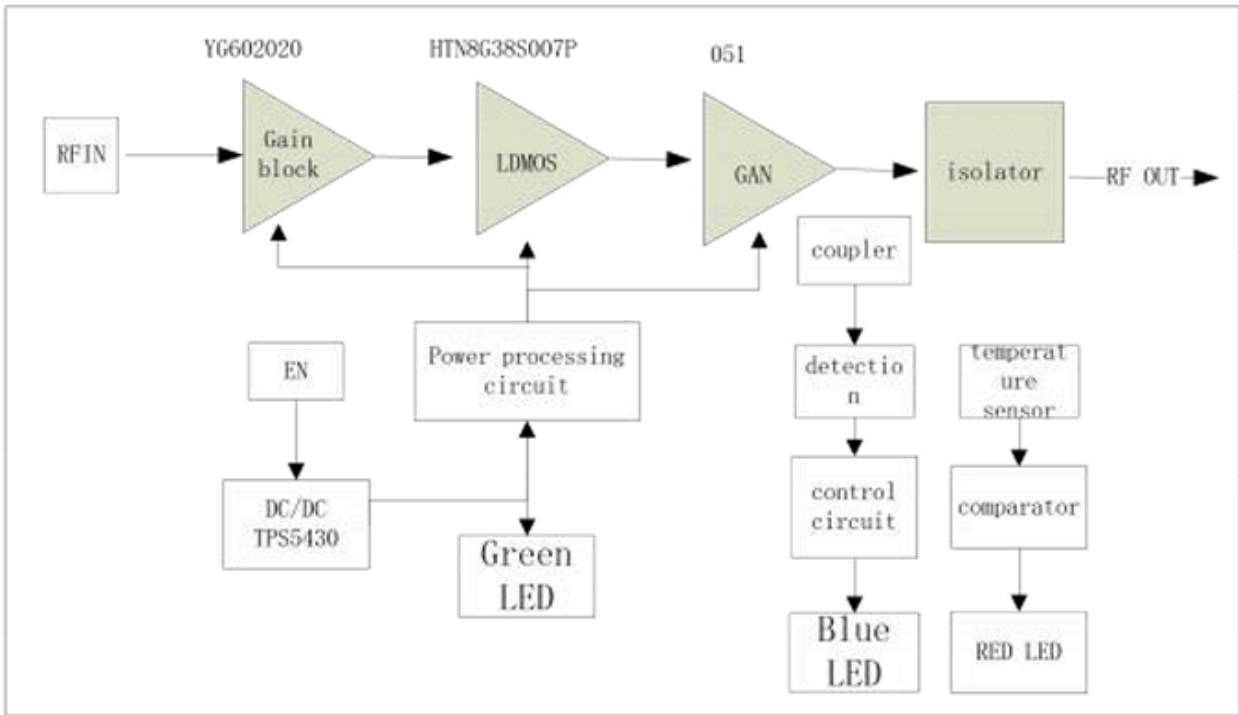 YG602020
HTN8G38S007P
051
RFIN
Gain
block
LDMOS
GAN
isolator
RF OUT
coupler
EN
Power processing
circuit
detectio
n
temperat
ure
sensor
DC/DC
TPS5430
control
circuit
comparator
Green
LED
Blue
LED
RED LED